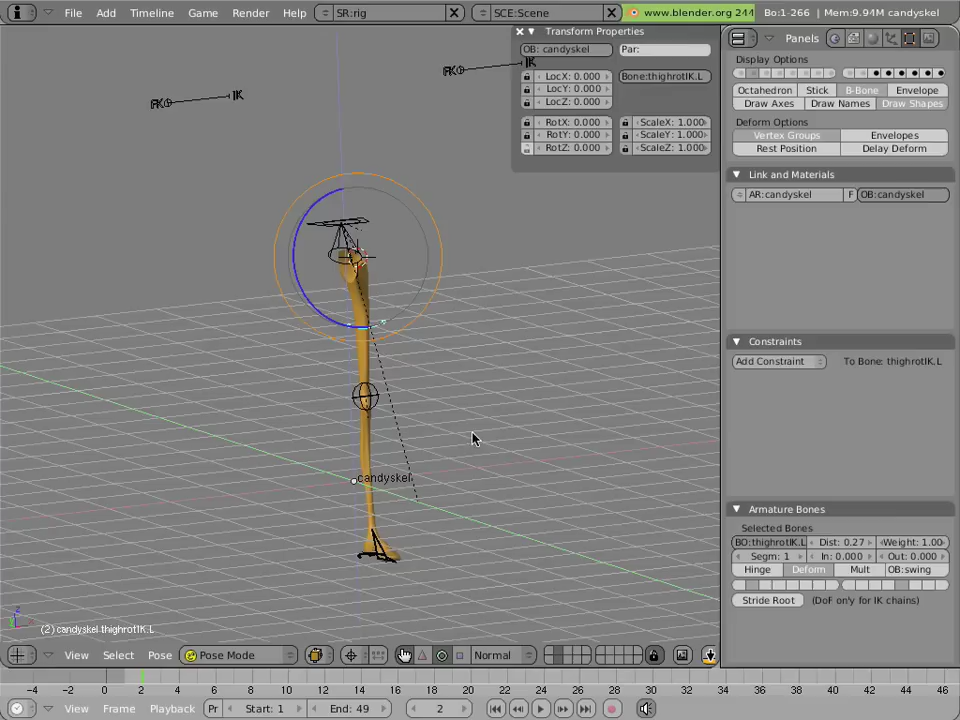 File Add Timeline Game Render Help SR:rig SCE:Scene www.blender.org 244 Bo:1-266 | Mem:9.94M candyskel
Transform Properties
OB: candyskel Par:
LocX: 0.000 Bone:thighrotIK.L
LocY: 0.000
LocZ: 0.000
RotX: 0.000 ScaleX: 1.000
RotY: 0.000 ScaleY: 1.000
RotZ: 0.000 ScaleZ: 1.000
FK IK
FK IK
candyskel
(2) candyskel thighrotIK.L
Panels
Display Options
Octahedron Stick B-Bone Envelope
Draw Axes Draw Names Draw Shapes
Deform Options
Vertex Groups Envelopes
Rest Position Delay Deform
Link and Materials
AR:candyskel F OB:candyskel
Constraints
Add Constraint To Bone: thighrotIK.L
Armature Bones
Selected Bones
BO:thighrotIK.L Dist: 0.27 Weight: 1.00
Segm: 1 In: 0.000 Out: 0.000
Hinge Deform Mult OB:swing
Stride Root (DoF only for IK chains)
View Select Pose Pose Mode Normal
-4 -2 0 2 4 6 8 10 12 14 16 18 20 22 24 26 28 30 32 34 34 36 38 40 42 44 46
View Frame Playback Pr Start: 1 End: 49 2